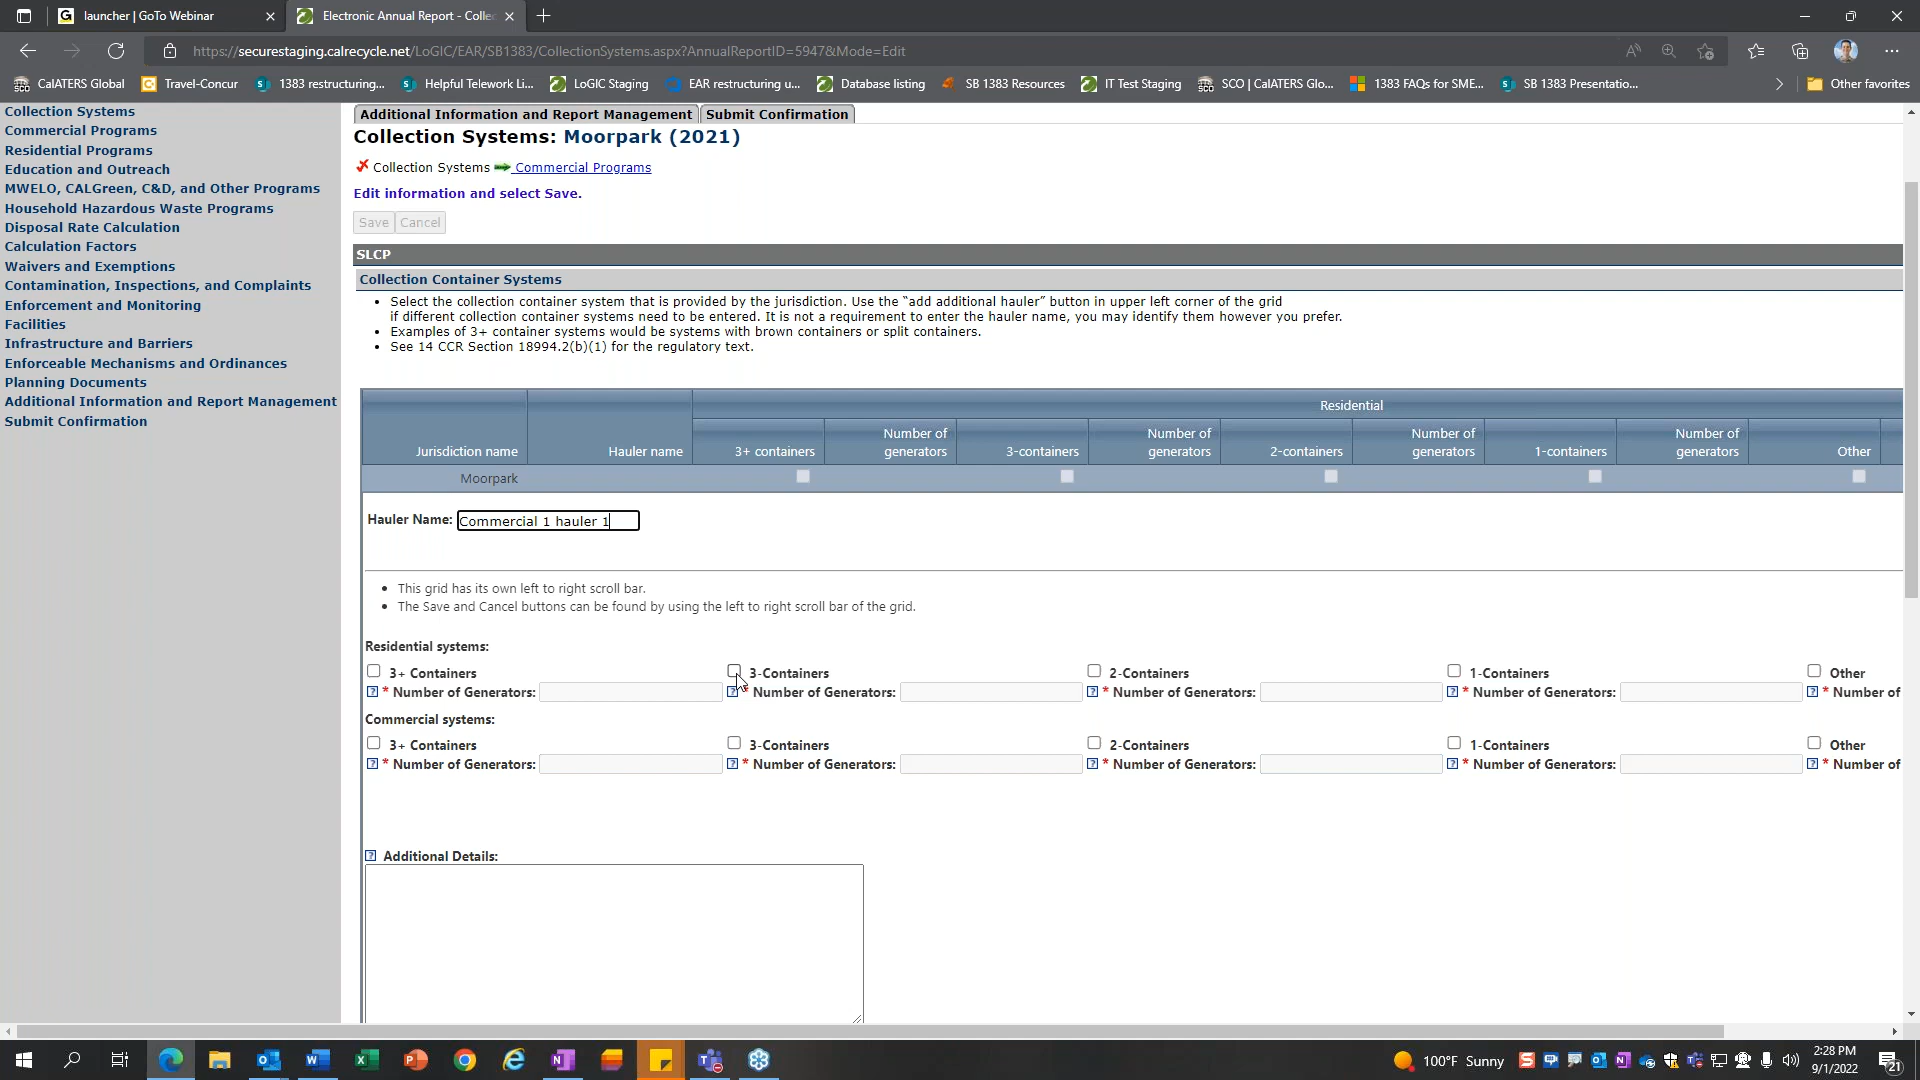 launcher | GoTo Webinar
Electronic Annual Report - Colle
https://securestaging.calrecycle.net/LoGIC/EAR/SB1383/CollectionSystems.aspx?AnnualReportID=5947&Mode=Edit
CalATERS Global
Travel-Concur
1383 restructuring...
Helpful Telework Li...
LoGIC Staging
EAR restructuring u...
Database listing
SB 1383 Resources
IT Test Staging
SCO | CalATERS Glo...
1383 FAQs for SME...
SB 1383 Presentatio...
Other favorites
Collection Systems
Commercial Programs
Residential Programs
Education and Outreach
MWELO, CALGreen, C&D, and Other Programs
Household Hazardous Waste Programs
Disposal Rate Calculation
Calculation Factors
Waivers and Exemptions
Contamination, Inspections, and Complaints
Enforcement and Monitoring
Facilities
Infrastructure and Barriers
Enforceable Mechanisms and Ordinances
Planning Documents
Additional Information and Report Management
Submit Confirmation
Additional Information and Report Management
Submit Confirmation
Collection Systems: Moorpark (2021)
Collection Systems
Commercial Programs
Edit information and select Save.
Save
Cancel
SLCP
Collection Container Systems
• Select the collection container system that is provided by the jurisdiction. Use the "add additional hauler" button in upper left corner of the grid
if different collection container systems need to be entered. It is not a requirement to enter the hauler name, you may identify them however you prefer.
• Examples of 3+ container systems would be systems with brown containers or split containers.
• See 14 CCR Section 18994.2(b)(1) for the regulatory text.
Residential
Jurisdiction name
Hauler name
3+ containers
Number of generators
3-containers
Number of generators
2-containers
Number of generators
1-containers
Number of generators
Other
Moorpark
Hauler Name: Commercial 1 hauler 1
• This grid has its own left to right scroll bar.
• The Save and Cancel buttons can be found by using the left to right scroll bar of the grid.
Residential systems:
3+ Containers
3-Containers
2-Containers
1-Containers
Other
? * Number of Generators:
? * Number of Generators:
? * Number of Generators:
? * Number of Generators:
? * Number of
Commercial systems:
3+ Containers
3-Containers
2-Containers
1-Containers
Other
? * Number of Generators:
? * Number of Generators:
? * Number of Generators:
? * Number of Generators:
? * Number of
? Additional Details:
100°F Sunny
2:28 PM
9/1/2022
21